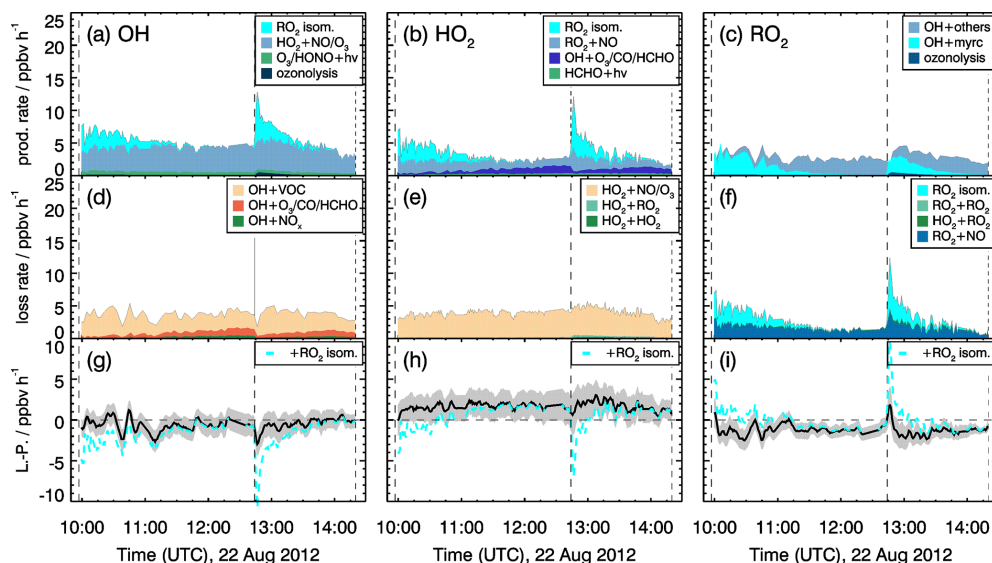 (a) OH
RO2 isom.
HO2+NO/O3
O3/HONO+hv
ozonolysis
(b) HO2
RO2 isom.
RO2+NO
OH+O3/CO/HCHO
HCHO+hv
(c) RO2
OH+others
OH+myrc
ozonolysis
prod. rate / ppbv h-1
25
20
15
10
5
0
(d)
OH+VOC
OH+O3/CO/HCHO
OH+NOx
(e)
HO2+NO/O3
HO2+RO2
HO2+HO2
(f)
RO2 isom.
RO2+RO2
HO2+RO2
RO2+NO
loss rate / ppbv h-1
25
20
15
10
5
0
(g)
+RO2 isom.
(h)
+RO2 isom.
(i)
+RO2 isom.
L.-P. / ppbv h-1
10
5
0
-5
-10
10:00 11:00 12:00 13:00 14:00
10:00 11:00 12:00 13:00 14:00
10:00 11:00 12:00 13:00 14:00
Time (UTC), 22 Aug 2012
Time (UTC), 22 Aug 2012
Time (UTC), 22 Aug 2012